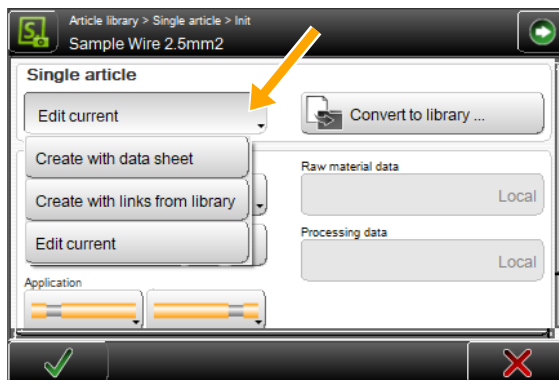 Article library > Single article > Init
Sample Wire 2.5mm2
Single article
Edit current
Convert to library ...
Create with data sheet
Raw material data
Create with links from library
Local
Edit current
Processing data
Local
Application